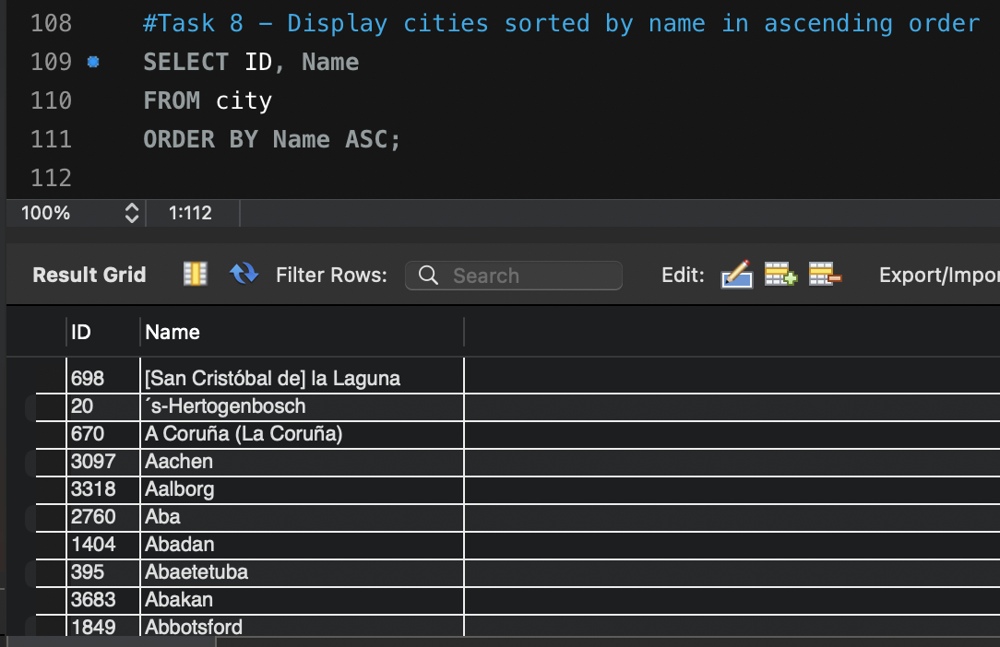 108 #Task 8 – Display cities sorted by name in ascending order
109 SELECT ID, Name
110 FROM city
111 ORDER BY Name ASC;
112
100% 1:112
Result Grid Filter Rows: Search Edit: Export/Impor
ID Name
698 [San Cristóbal de] la Laguna
20 ´s-Hertogenbosch
670 A Coruña (La Coruña)
3097 Aachen
3318 Aalborg
2760 Aba
1404 Abadan
395 Abaetetuba
3683 Abakan
1849 Abbotsford